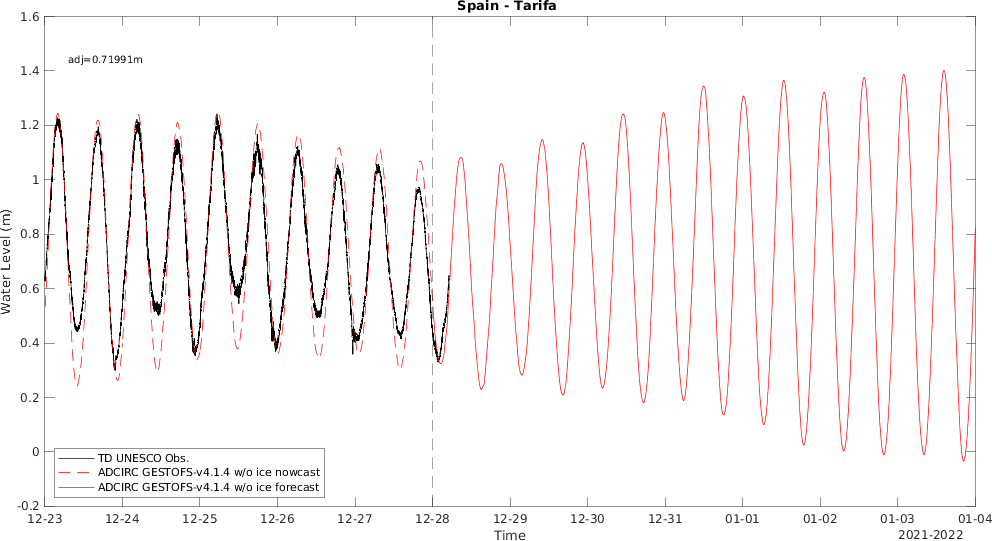 Spain - Tarifa
1.6
1.4
1.2
1
0.8
0.6
0.4
0.2
0
-0.2
Water Level (m)
adj=0.71991m
TD UNESCO Obs.
ADCIRC GESTOFS-v4.1.4 w/o ice nowcast
ADCIRC GESTOFS-v4.1.4 w/o ice forecast
12-23 12-24 12-25 12-26 12-27 12-28 12-29 12-30 12-31 01-01 01-02 01-03 01-04
Time
2021-2022